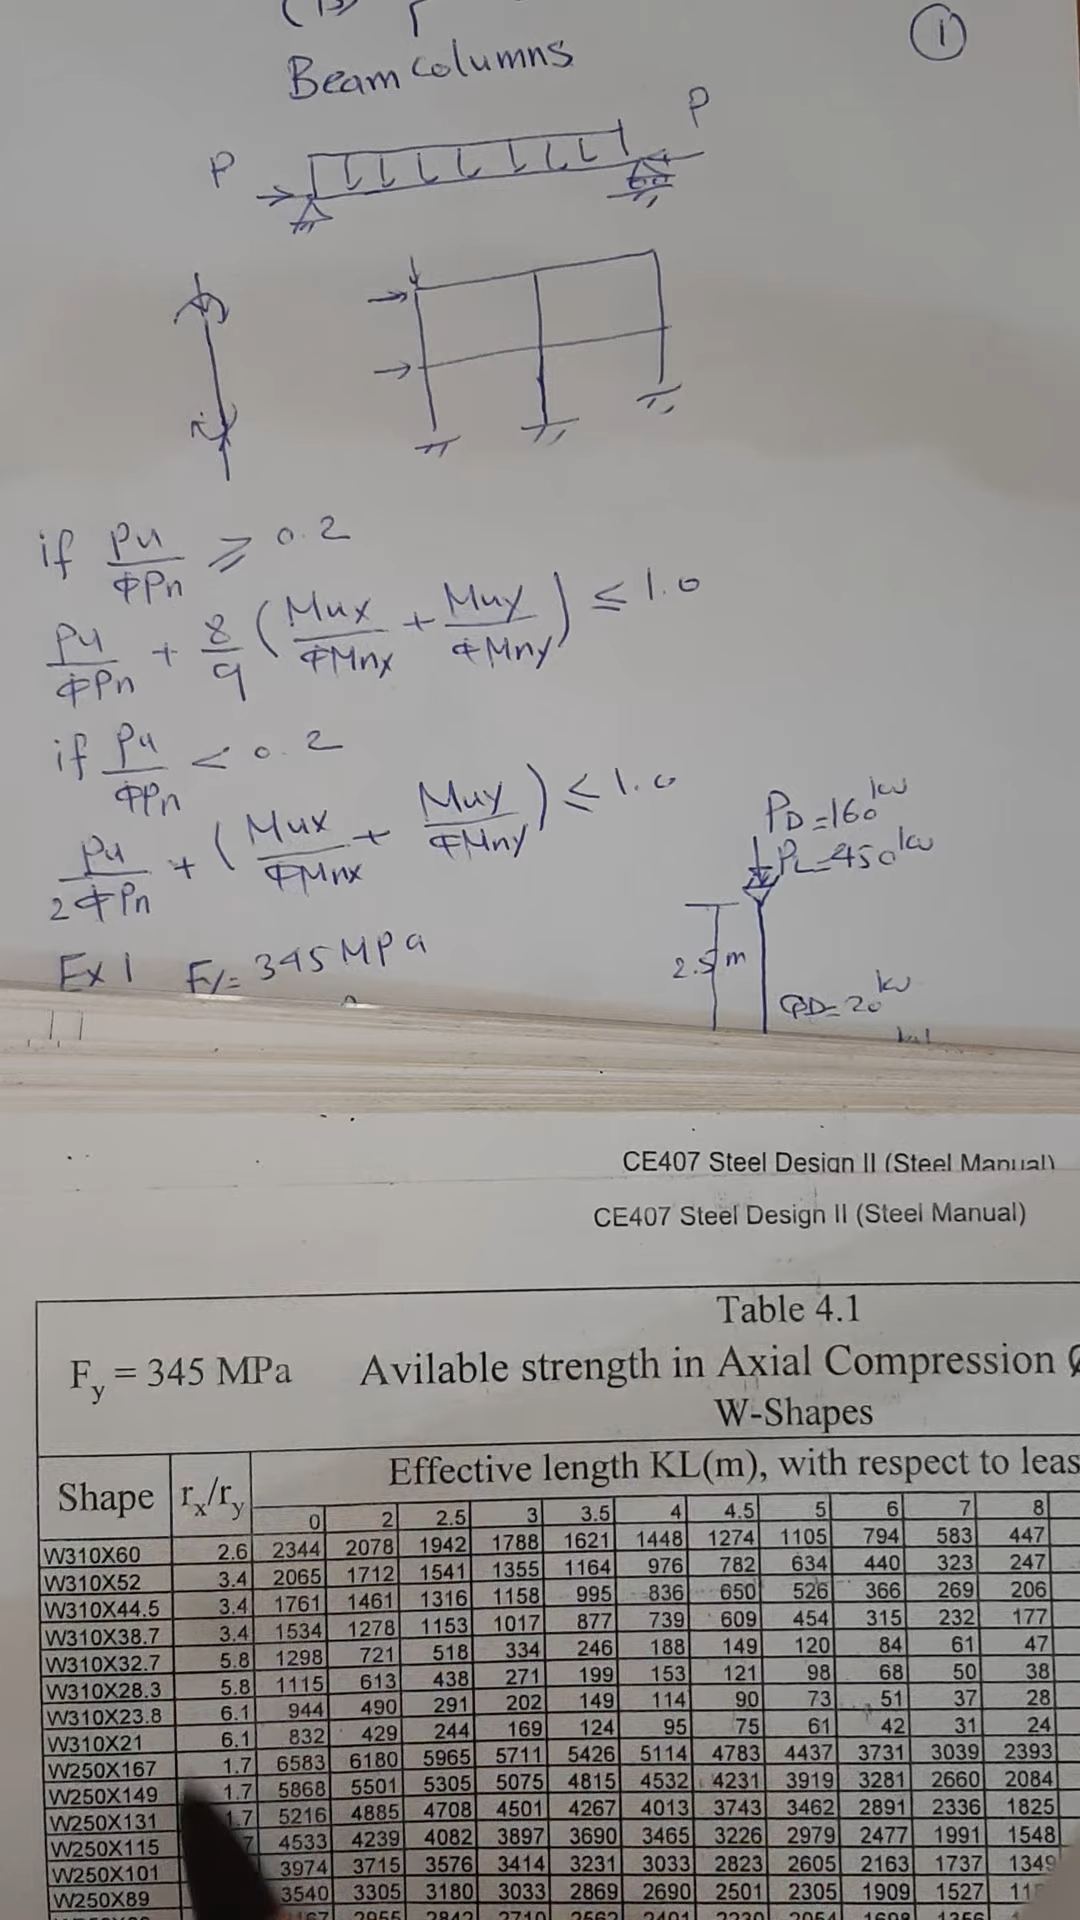 Beam Columns
1
P
P
if Pu/ΦPn ≥ 0.2
Pu/ΦPn + 8/9 (Mux/ΦMnx + Muy/ΦMny) ≤ 1.0
if Pu/ΦPn < 0.2
Pu/2ΦPn + (Mux/ΦMnx + Muy/ΦMny) ≤ 1.0
PD=160 kN
PL=450 kN
2.5 m
Ex 1 Fy= 345 MPa
QD=20 kN
CE407 Steel Design II (Steel Manual)
CE407 Steel Design II (Steel Manual)
Table 4.1
Fy = 345 MPa Avilable strength in Axial Compression
W-Shapes
Shape rx/ry Effective length KL(m), with respect to leas
0 2 2.5 3 3.5 4 4.5 5 6 7 8
W310X60 2.6 2344 2078 1942 1788 1621 1448 1274 1105 794 583 447
W310X52 3.4 2065 1712 1541 1355 1164 976 782 634 440 323 247
W310X44.5 3.4 1761 1461 1316 1158 995 836 650 526 366 269 206
W310X38.7 3.4 1534 1278 1153 1017 877 739 609 454 315 232 177
W310X32.7 5.8 1298 721 518 334 246 188 149 120 84 61 47
W310X28.3 5.8 1115 613 438 271 199 153 121 98 68 50 38
W310X23.8 6.1 944 490 291 202 149 114 90 73 51 37 28
W310X21 6.1 832 429 244 169 124 95 75 61 42 31 24
W250X167 1.7 6583 6180 5965 5711 5426 5114 4783 4437 3731 3039 2393
W250X149 1.7 5868 5501 5305 5075 4815 4532 4231 3919 3281 2660 2084
W250X131 1.7 5216 4885 4708 4501 4267 4013 3743 3462 2891 2336 1825
W250X115 4533 4239 4082 3897 3690 3465 3226 2979 2477 1991 1548
W250X101 3974 3715 3576 3414 3231 3033 2823 2605 2163 1737 1349
W250X89 3540 3305 3180 3033 2869 2690 2501 2305 1909 1527
2955 2842 2710 2562 2401 2230 2054 1698 1356